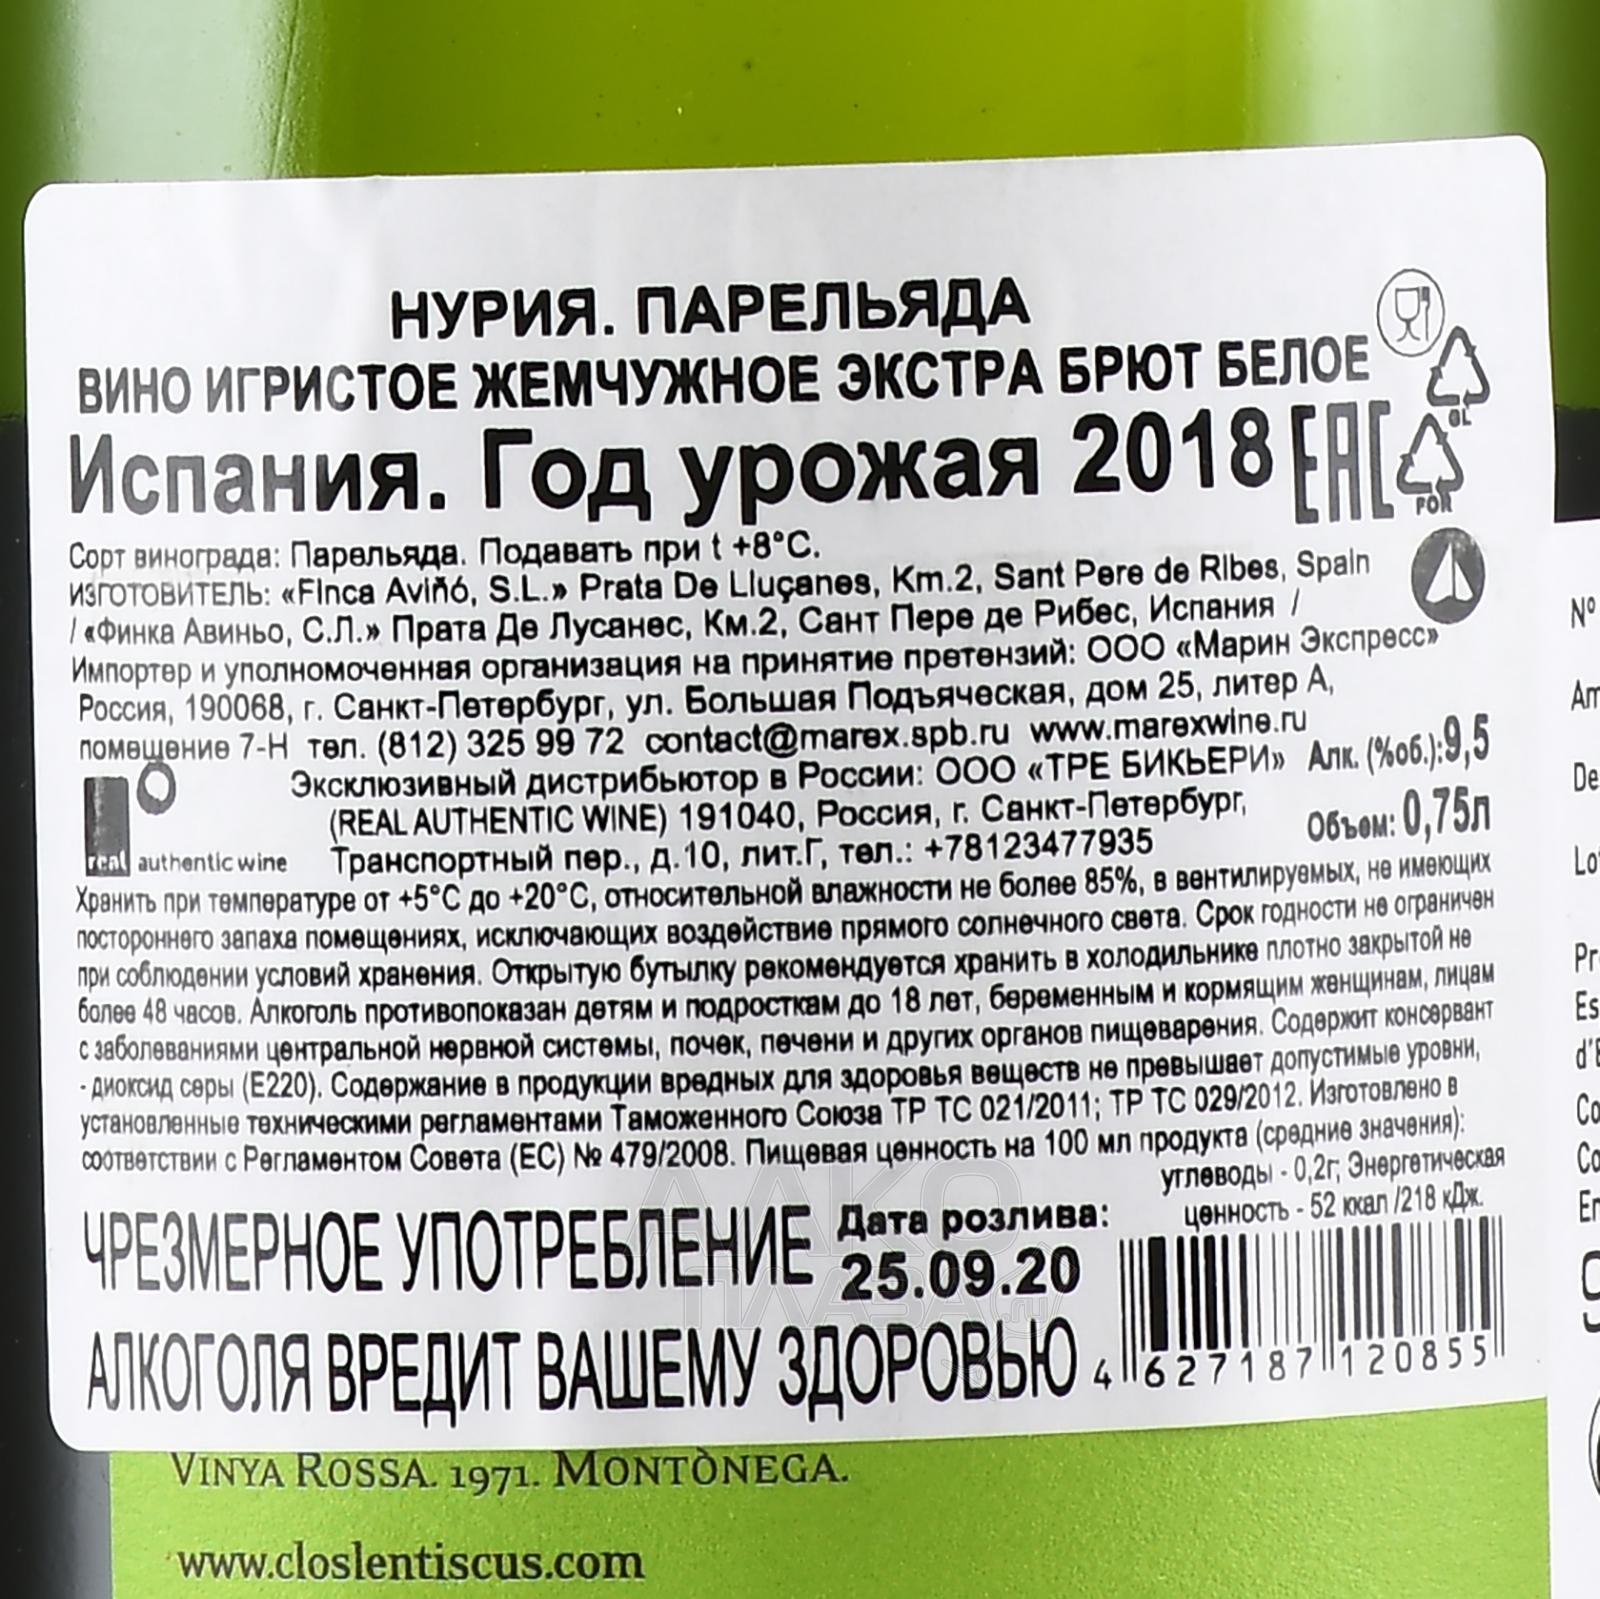 НУРИЯ. ПАРЕЛЬЯДА
ВИНО ИГРИСТОЕ ЖЕМЧУЖНОЕ ЭКСТРА БРЮТ БЕЛОЕ
Испания. Год урожая 2018 EAC
GL
FOR
Сорт винограда: Парельяда. Подавать при t +8°C.
ИЗГОТОВИТЕЛЬ: «Finca Aviñó, S.L.» Prata De Lluçanes, Km.2, Sant Pere de Ribes, Spain
/ «Финка Авиньо, С.Л.» Прата Де Лусанес, Км.2, Сант Пере де Рибес, Испания /
Импортер и уполномоченная организация на принятие претензий: ООО «Марин Экспресс»
Россия, 190068, г. Санкт-Петербург, ул. Большая Подъяческая, дом 25, литер А,
помещение 7-Н тел. (812) 325 99 72 contact@marex.spb.ru www.marexwine.ru
Эксклюзивный дистрибьютор в России: ООО «ТРЕ БИКЬЕРИ» Алк. (%об.):9,5
(REAL AUTHENTIC WINE) 191040, Россия, г. Санкт-Петербург,
Объем: 0,75л
real authentic wine
Транспортный пер., д.10, лит.Г, тел.: +78123477935
Хранить при температуре от +5°C до +20°C, относительной влажности не более 85%, в вентилируемых, не имеющих
постороннего запаха помещениях, исключающих воздействие прямого солнечного света. Срок годности не ограничен
при соблюдении условий хранения. Открытую бутылку рекомендуется хранить в холодильнике плотно закрытой не
более 48 часов. Алкоголь противопоказан детям и подросткам до 18 лет, беременным и кормящим женщинам, лицам
с заболеваниями центральной нервной системы, почек, печени и других органов пищеварения. Содержит консервант
- диоксид серы (E220). Содержание в продукции вредных для здоровья веществ не превышает допустимые уровни,
установленные техническими регламентами Таможенного Союза ТР ТС 021/2011; ТР ТС 029/2012. Изготовлено в
соответствии с Регламентом Совета (ЕС) № 479/2008. Пищевая ценность на 100 мл продукта (средние значения):
углеводы - 0,2г; Энергетическая
ценность - 52 ккал /218 кДж.
ЧРЕЗМЕРНОЕ УПОТРЕБЛЕНИЕ
АЛКОГОЛЯ ВРЕДИТ ВАШЕМУ ЗДОРОВЬЮ
Дата розлива:
25.09.20
4 627187 120855
АЛКО
ПЛАЗА.ru
VINYA ROSSA. 1971. MONTÒNEGA.
www.closlentiscus.com
Nº